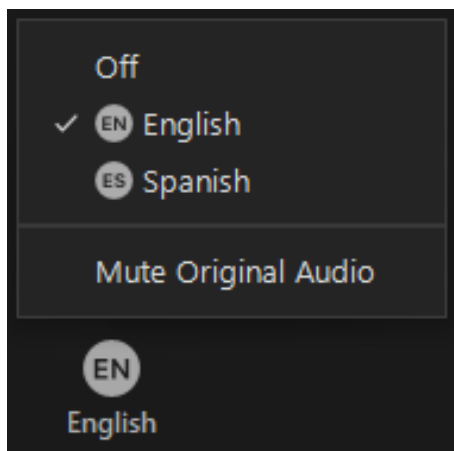 Off
EN English
ES Spanish
Mute Original Audio
EN
English